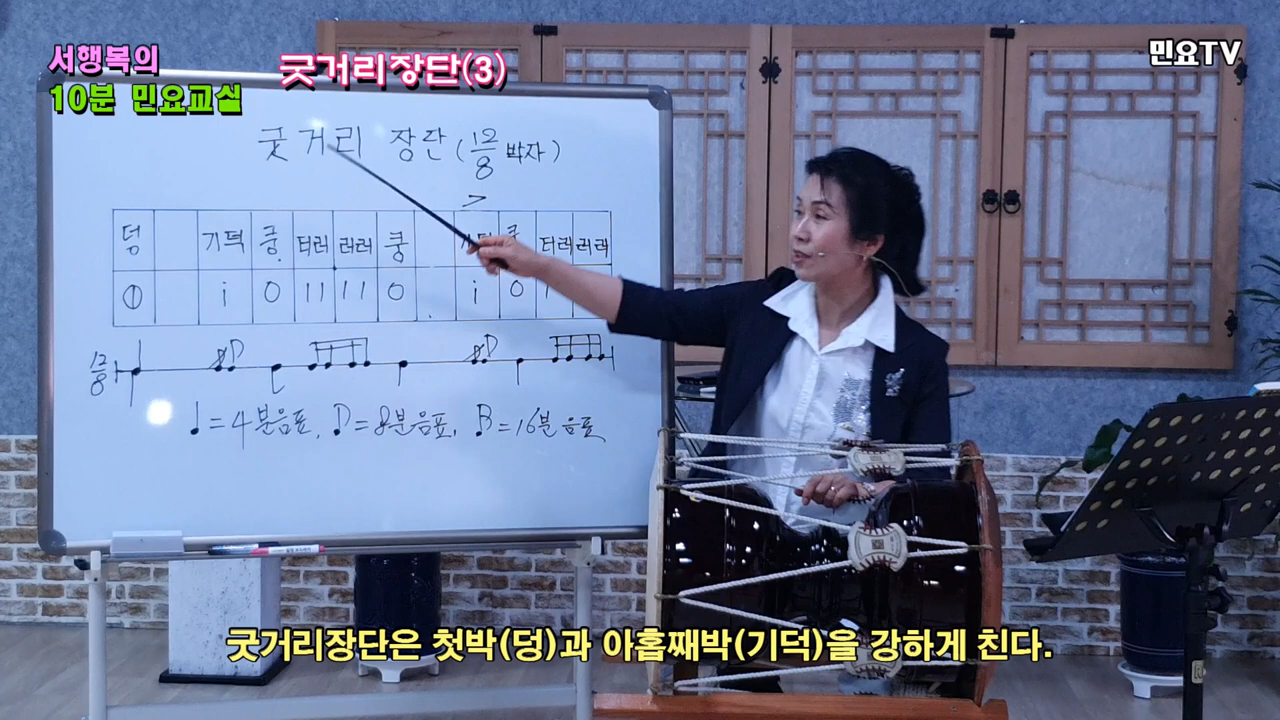 서행복의
10분 민요교실
굿거리장단(3)
민요TV
굿거리 장단 (12/8 박자)
>
덩 기덕 쿵 터러 러러 쿵 터러 러러
⏀ i O 11 11 O i O
12/8
♩=4분음표, ♪=8분음표, =16분음표
굿거리장단은 첫박(덩)과 아홉째박(기덕)을 강하게 친다.